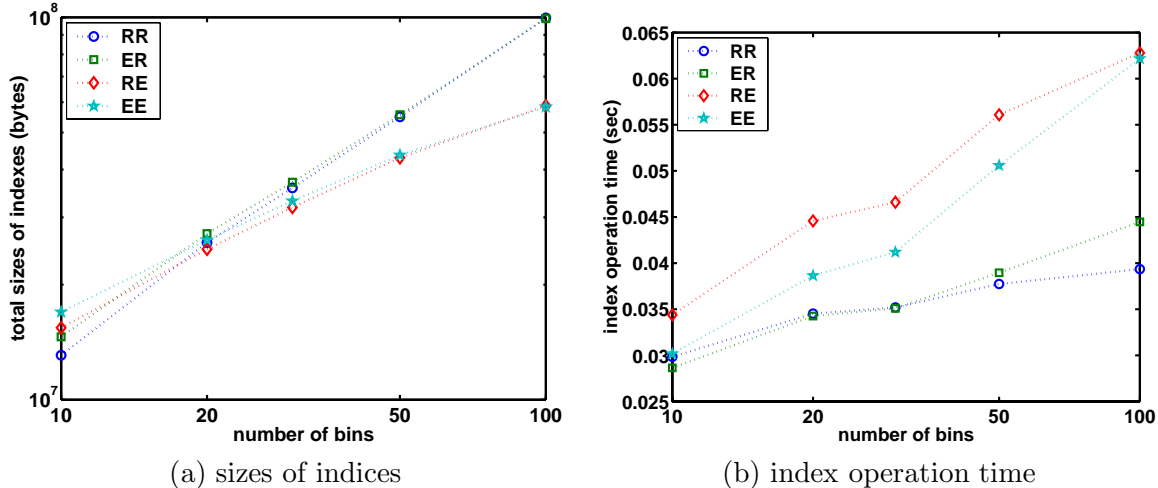 total sizes of indexes (bytes)
10^8
10^7
RR
ER
RE
EE
10
20
30
50
100
number of bins
(a) sizes of indices
index operation time (sec)
0.065
0.06
0.055
0.05
0.045
0.04
0.035
0.03
0.025
RR
ER
RE
EE
10
20
50
100
number of bins
(b) index operation time